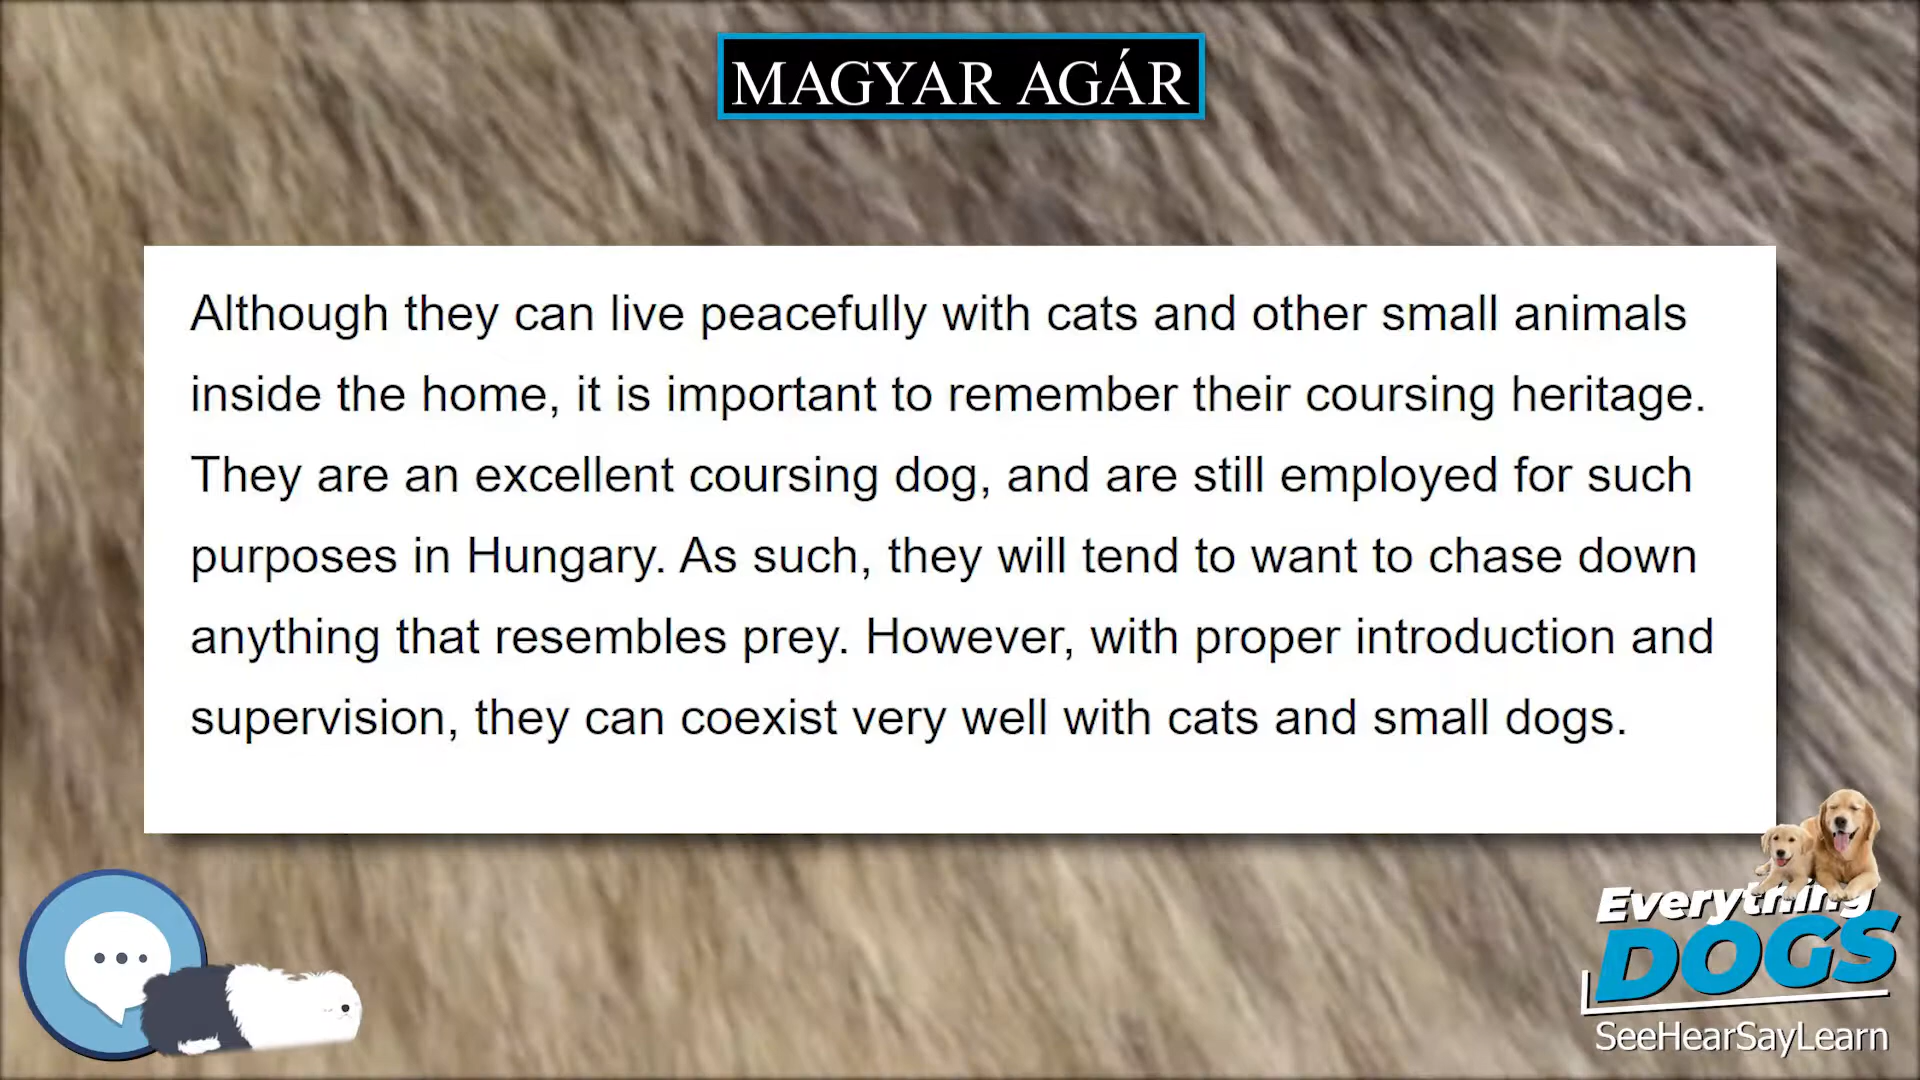 MAGYAR AGÁR
Although they can live peacefully with cats and other small animals
inside the home, it is important to remember their coursing heritage.
They are an excellent coursing dog, and are still employed for such
purposes in Hungary. As such, they will tend to want to chase down
anything that resembles prey. However, with proper introduction and
supervision, they can coexist very well with cats and small dogs.
Everything
DOGS
SeeHearSayLearn